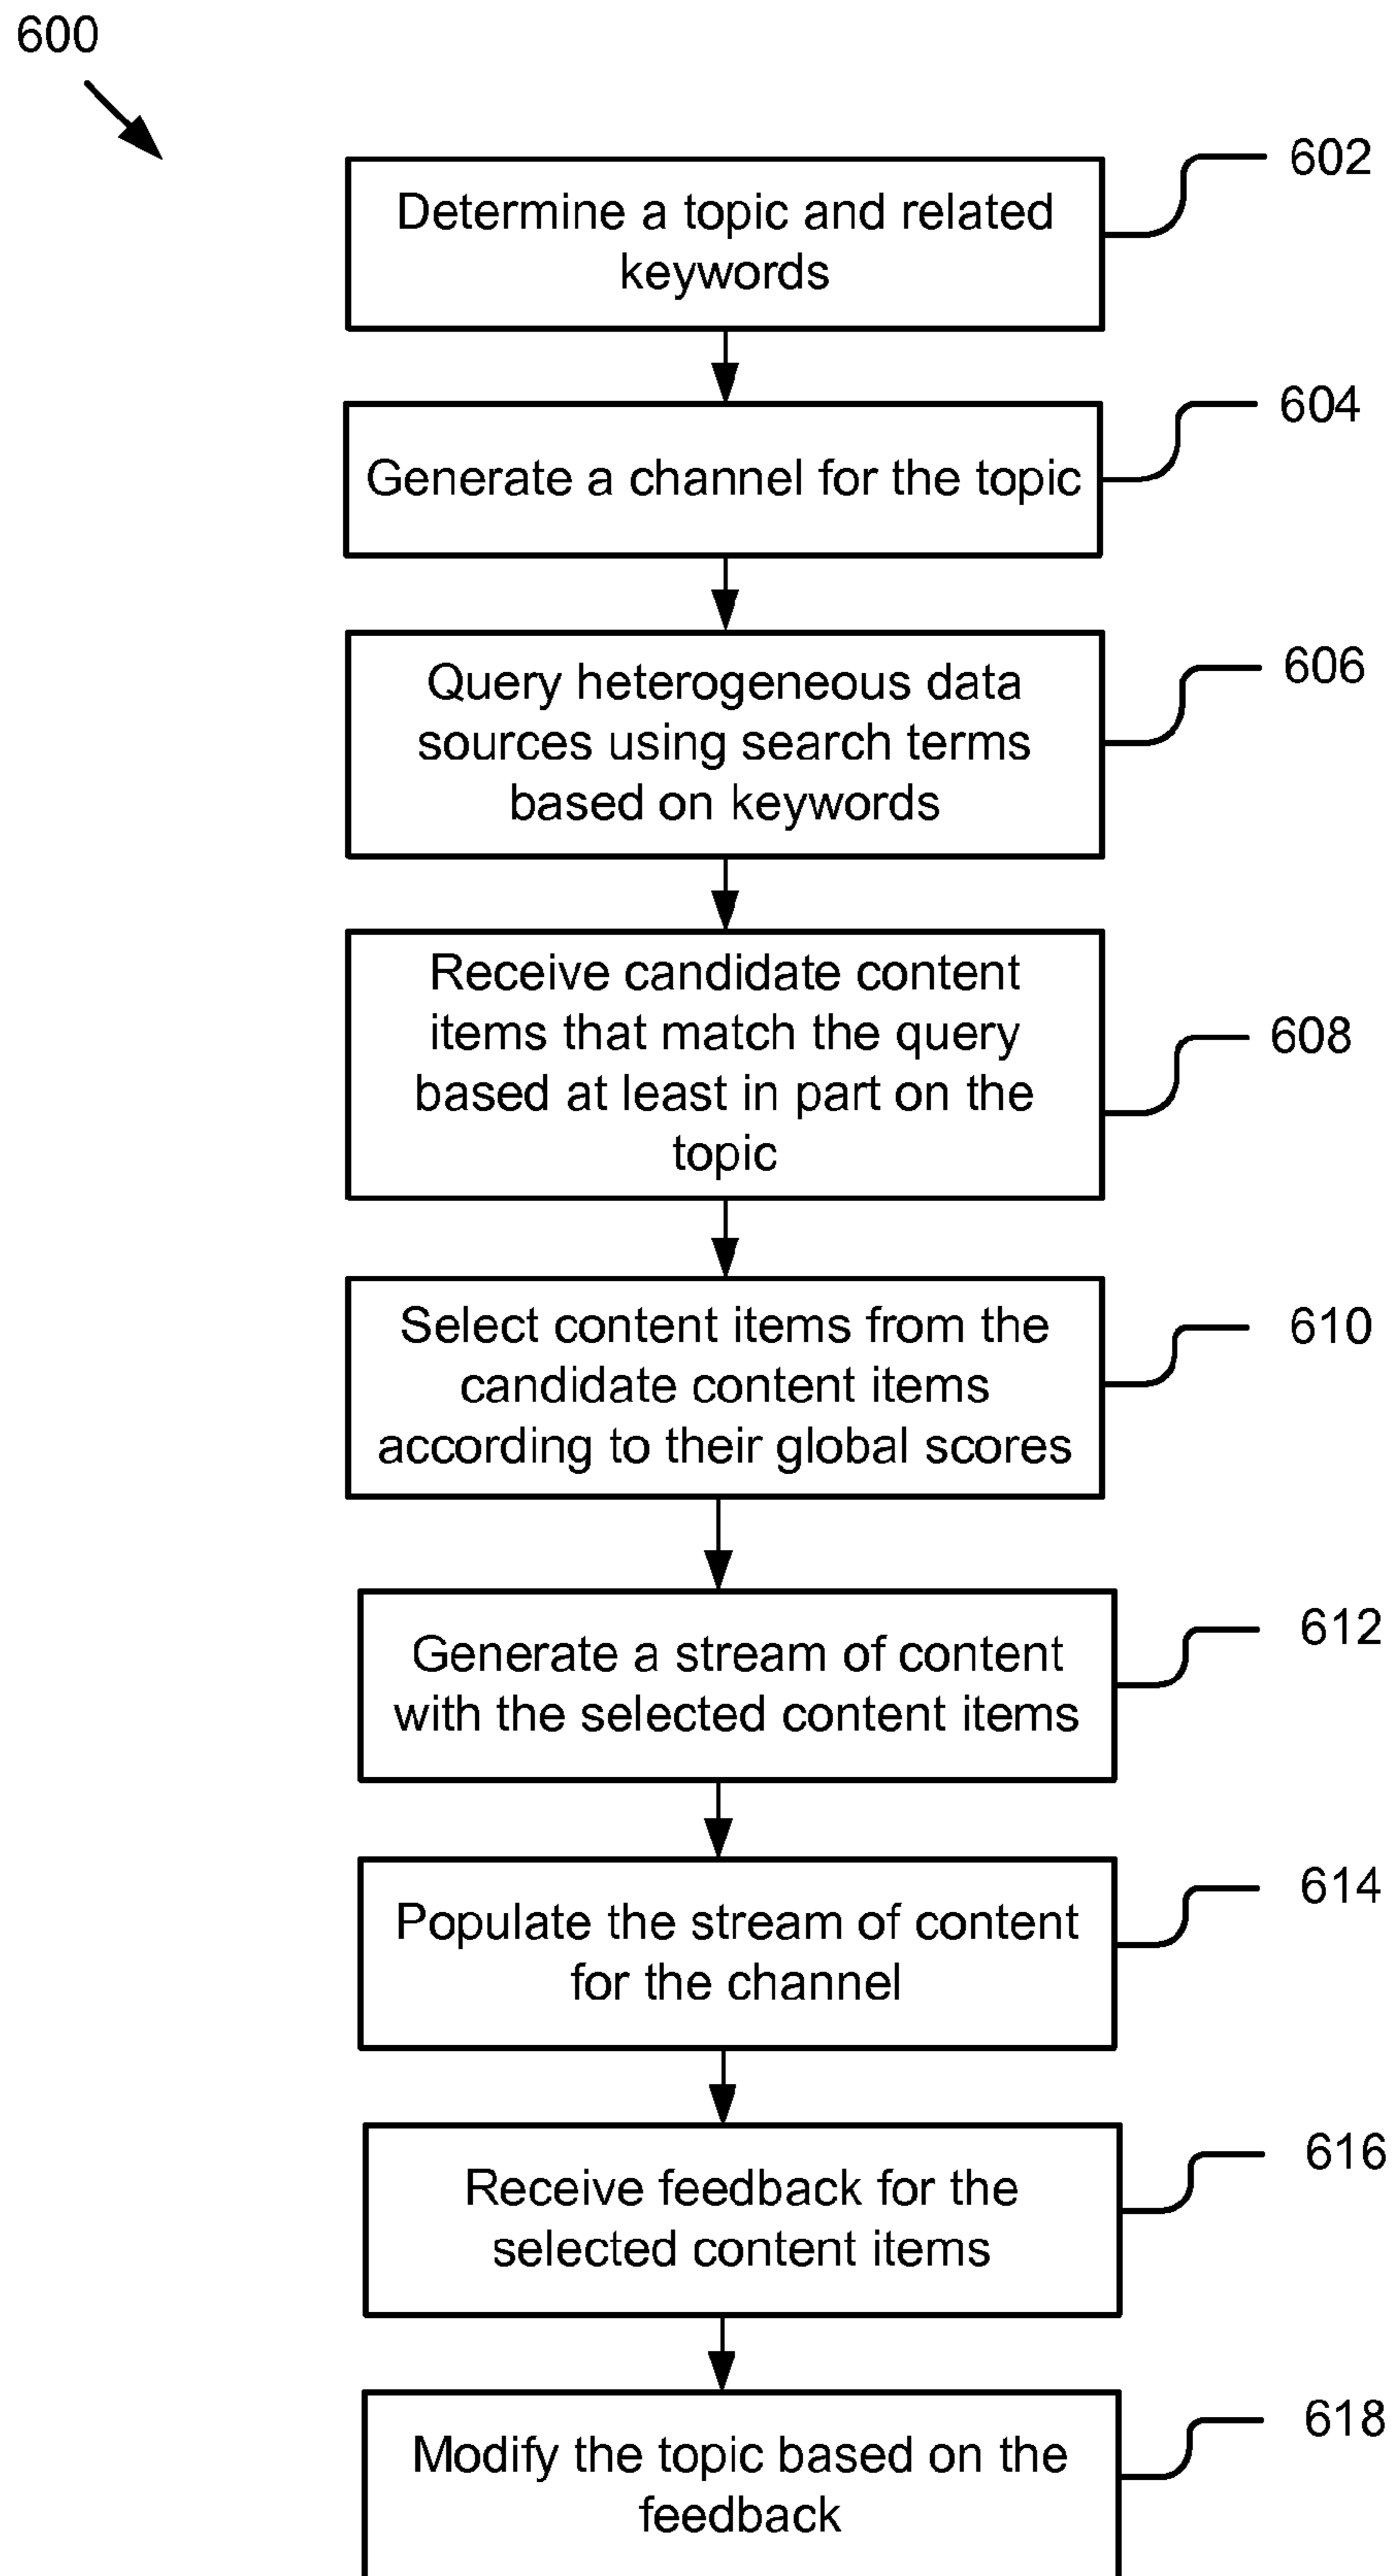 600
602
Determine a topic and related
keywords
604
Generate a channel for the topic
606
Query heterogeneous data
sources using search terms
based on keywords
608
Receive candidate content
items that match the query
based at least in part on the
topic
610
Select content items from the
candidate content items
according to their global scores
612
Generate a stream of content
with the selected content items
614
Populate the stream of content
for the channel
616
Receive feedback for the
selected content items
618
Modify the topic based on the
feedback